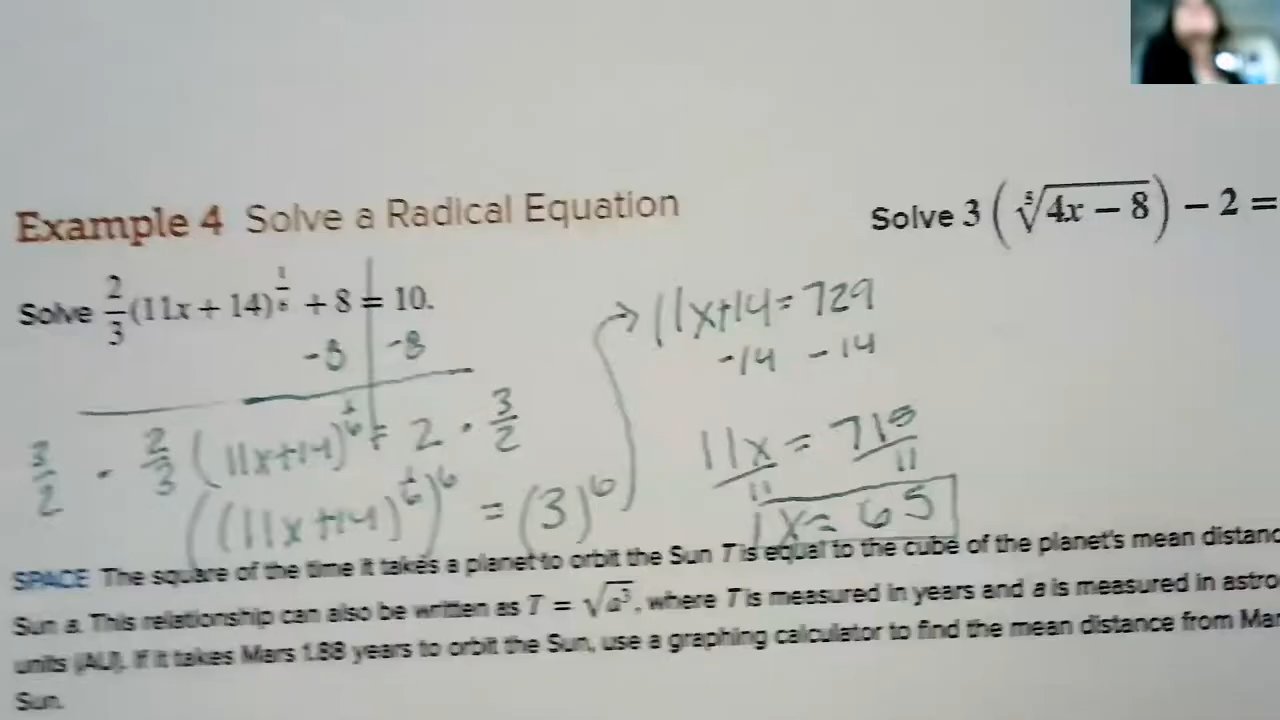 Example 4 Solve a Radical Equation
Solve 3 (⁵√4x − 8) − 2 =
Solve 2/3(11x + 14)^(1/6) + 8 = 10.
-8 -8
3/2 · 2/3 (11x+14)^(1/6) = 2 · 3/2
((11x+14)^(1/6))^6 = (3)^6
→ 11x+14 = 729
-14 -14
11x = 715
11 11
x = 65
SPACE The square of the time it takes a planet to orbit the Sun T is equal to the cube of the planet's mean distanc
Sun a. This relationship can also be written as T = √a³, where T is measured in years and a is measured in astro
units (AU). If it takes Mars 1.88 years to orbit the Sun, use a graphing calculator to find the mean distance from Mar
Sun.